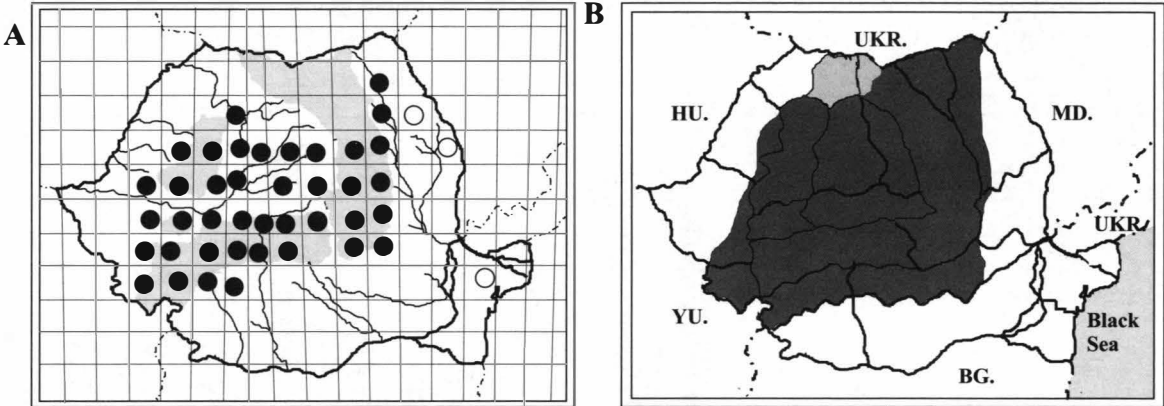 A
B
UKR.
HU.
MD.
UKR.
YU.
Black
Sea
BG.